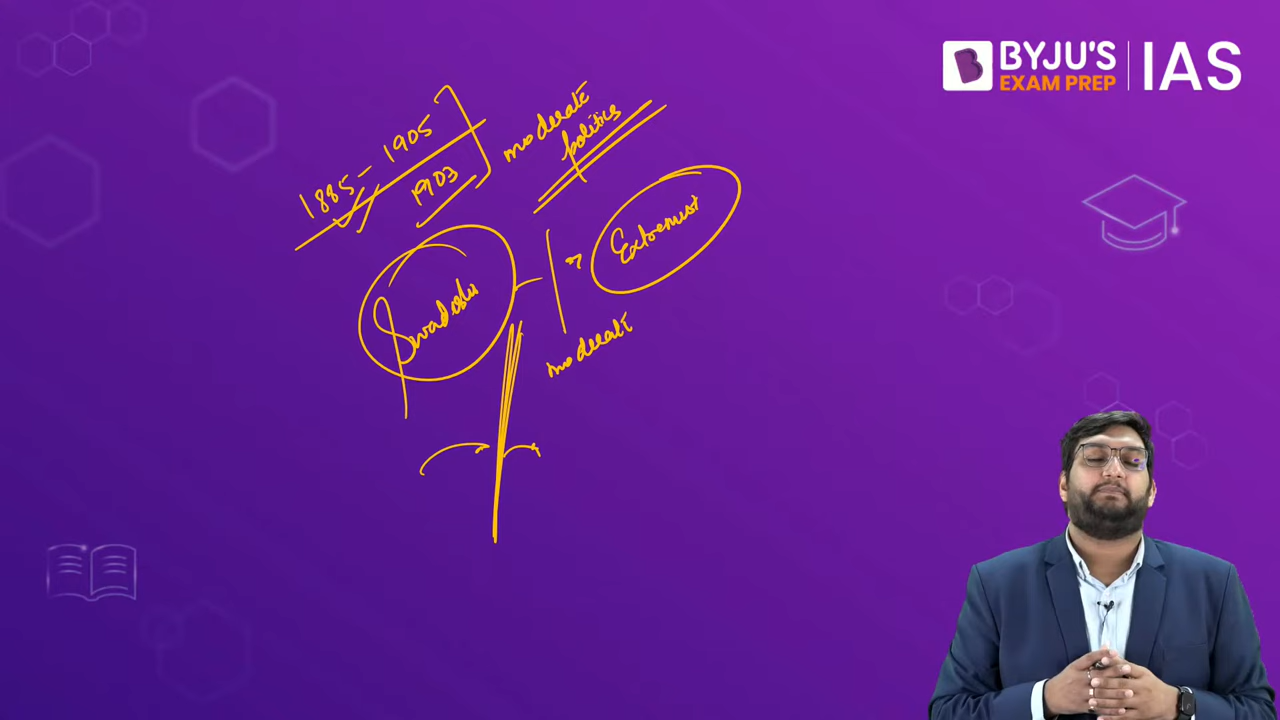 BYJU'S
EXAM PREP
IAS
1885 - 1905
1903
moderate
politics
Swadeshi
Extremist
moderate